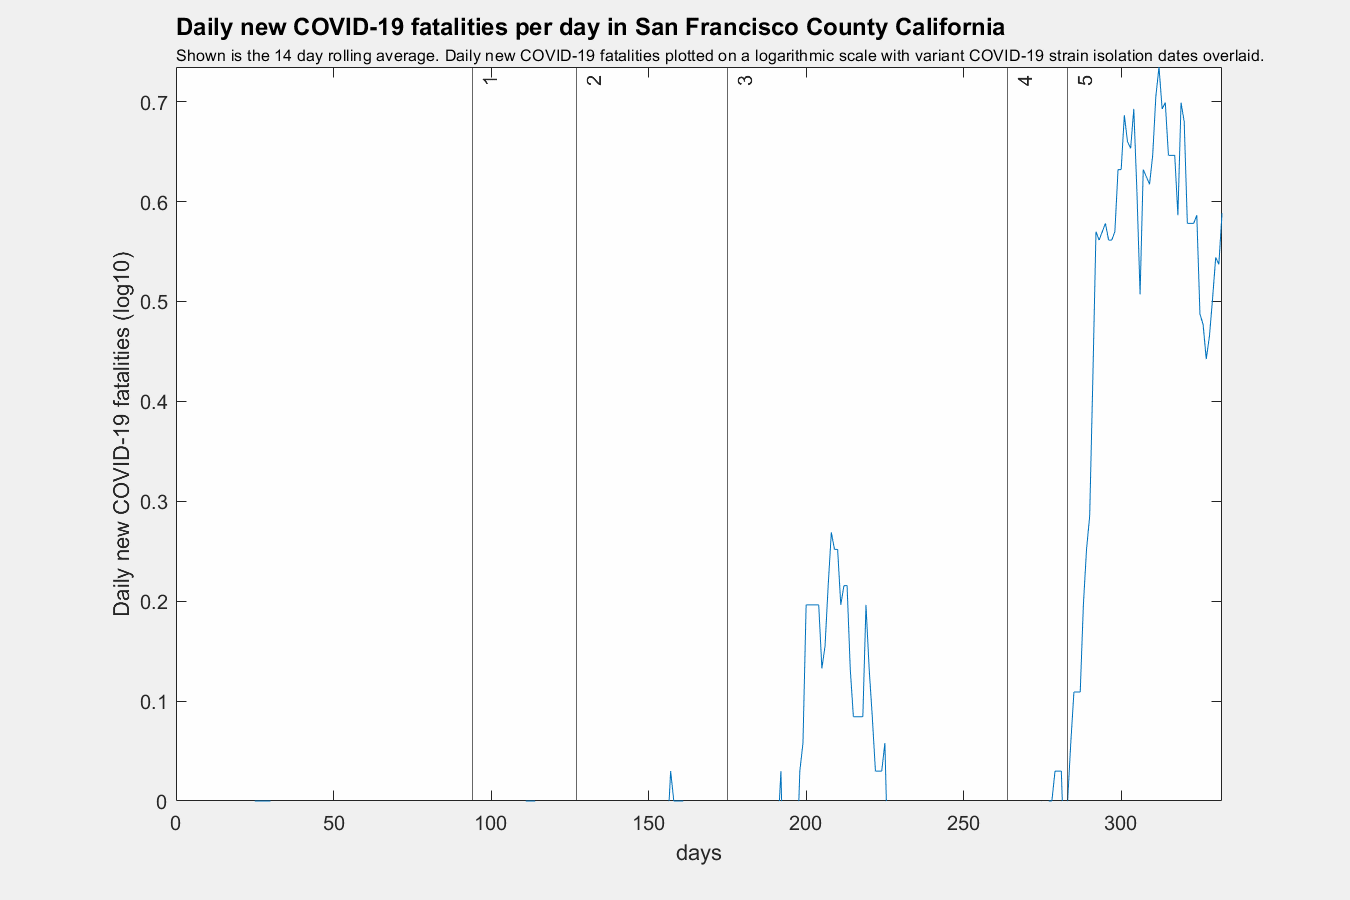 Daily new COVID-19 fatalities per day in San Francisco County California
Shown is the 14 day rolling average. Daily new COVID-19 fatalities plotted on a logarithmic scale with variant COVID-19 strain isolation dates overlaid.
1 2 3 4 5
0.7
0.6
0.5
0.4
0.3
0.2
0.1
0
Daily new COVID-19 fatalities (log10)
0 50 100 150 200 250 300
days